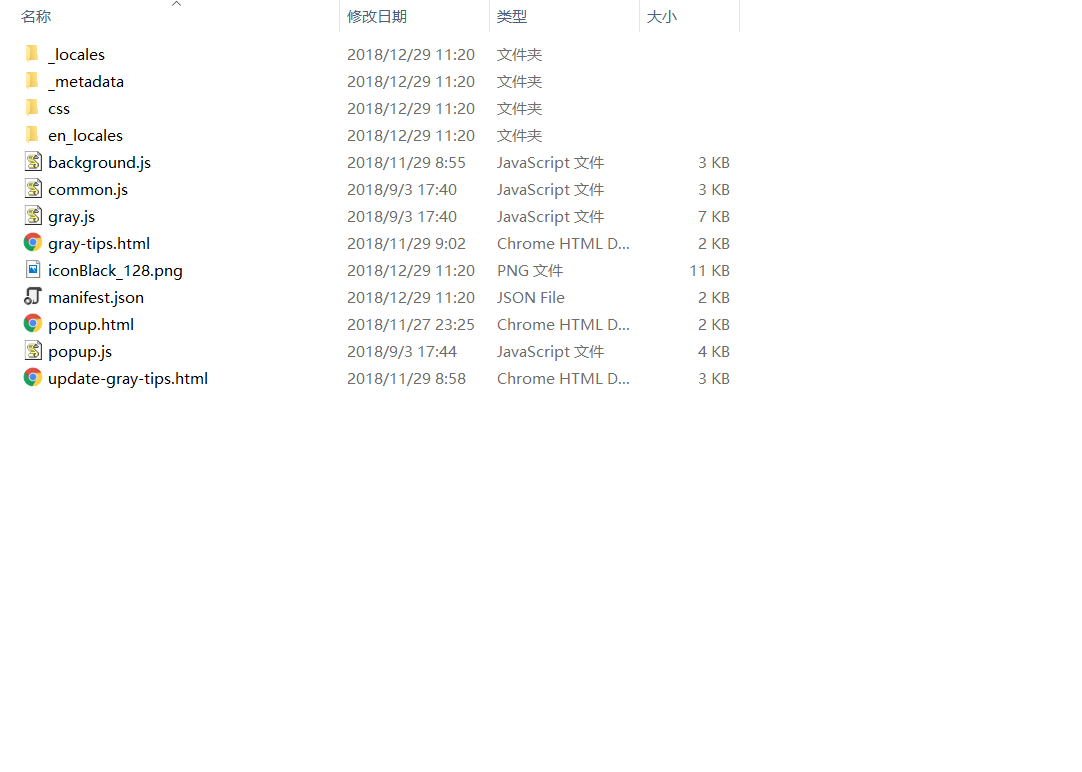 名称 修改日期 类型 大小
_locales 2018/12/29 11:20 文件夹
_metadata 2018/12/29 11:20 文件夹
css 2018/12/29 11:20 文件夹
en_locales 2018/12/29 11:20 文件夹
background.js 2018/11/29 8:55 JavaScript 文件 3 KB
common.js 2018/9/3 17:40 JavaScript 文件 3 KB
gray.js 2018/9/3 17:40 JavaScript 文件 7 KB
gray-tips.html 2018/11/29 9:02 Chrome HTML D... 2 KB
iconBlack_128.png 2018/12/29 11:20 PNG 文件 11 KB
manifest.json 2018/12/29 11:20 JSON File 2 KB
popup.html 2018/11/27 23:25 Chrome HTML D... 2 KB
popup.js 2018/9/3 17:44 JavaScript 文件 4 KB
update-gray-tips.html 2018/11/29 8:58 Chrome HTML D... 3 KB